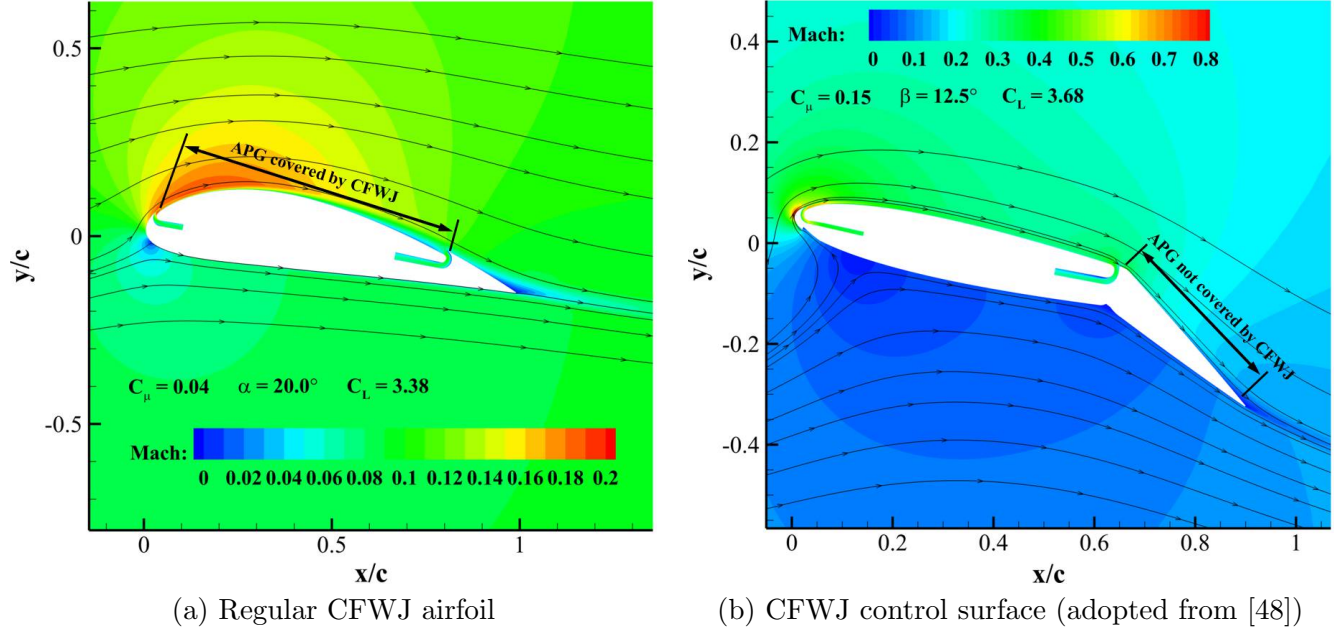 0.5
0
-0.5
y/c
APG covered by CFWJ
Cμ = 0.04 α = 20.0° CL = 3.38
Mach:
0 0.02 0.04 0.06 0.08 0.1 0.12 0.14 0.16 0.18 0.2
0 0.5 1
x/c
(a) Regular CFWJ airfoil
0.4
0.2
0
-0.2
-0.4
y/c
Mach:
0 0.1 0.2 0.3 0.4 0.5 0.6 0.7 0.8
Cμ = 0.15 β = 12.5° CL = 3.68
APG not covered by CFWJ
0 0.2 0.4 0.6 0.8 1
x/c
(b) CFWJ control surface (adopted from [48])